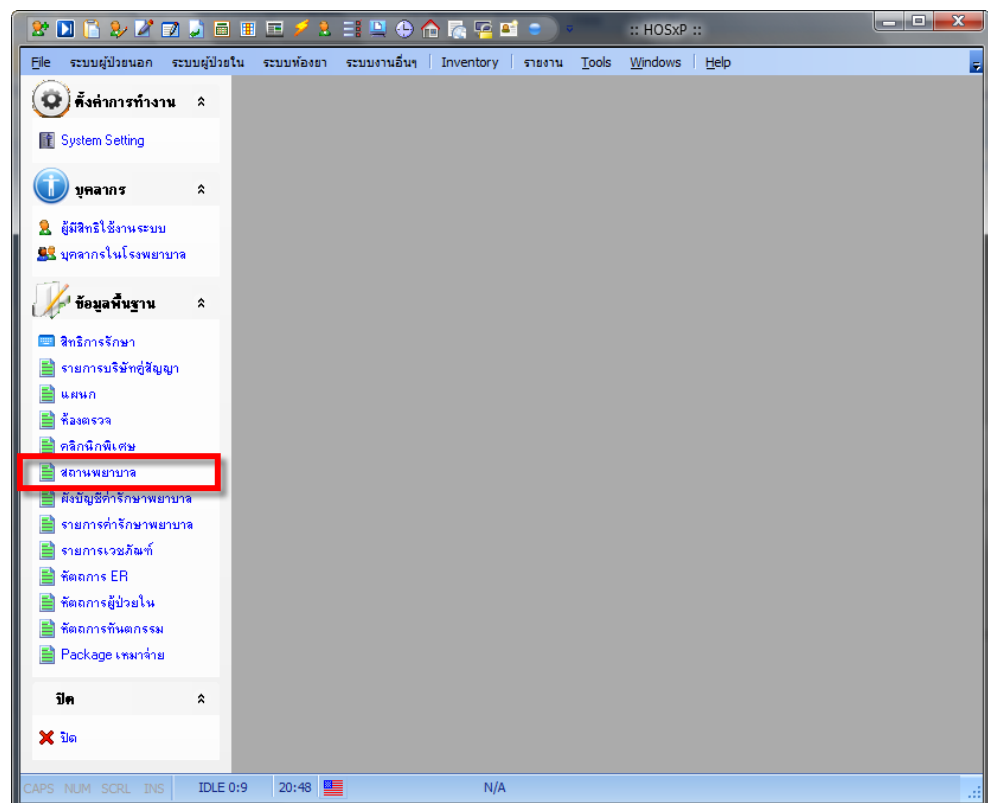 :: HOSxP ::
File ระบบผู้ป่วยนอก ระบบผู้ป่วยใน ระบบห้องยา ระบบงานอื่นๆ Inventory รายงาน Tools Windows Help
ตั้งค่าการทำงาน
System Setting
บุคลากร
ผู้มีสิทธิใช้งานระบบ
บุคลากรในโรงพยาบาล
ข้อมูลพื้นฐาน
สิทธิการรักษา
รายการบริษัทคู่สัญญา
แผนก
ห้องตรวจ
คลิกนิกพิเศษ
สถานพยาบาล
ผังบัญชีค่ารักษาพยาบาล
รายการค่ารักษาพยาบาล
รายการเวชภัณฑ์
หัตถการ ER
หัตถการผู้ป่วยใน
หัตถการทันตกรรม
Package เหมาจ่าย
ปิด
ปิด
CAPS NUM SCRL INS IDLE 0:9 20:48 N/A